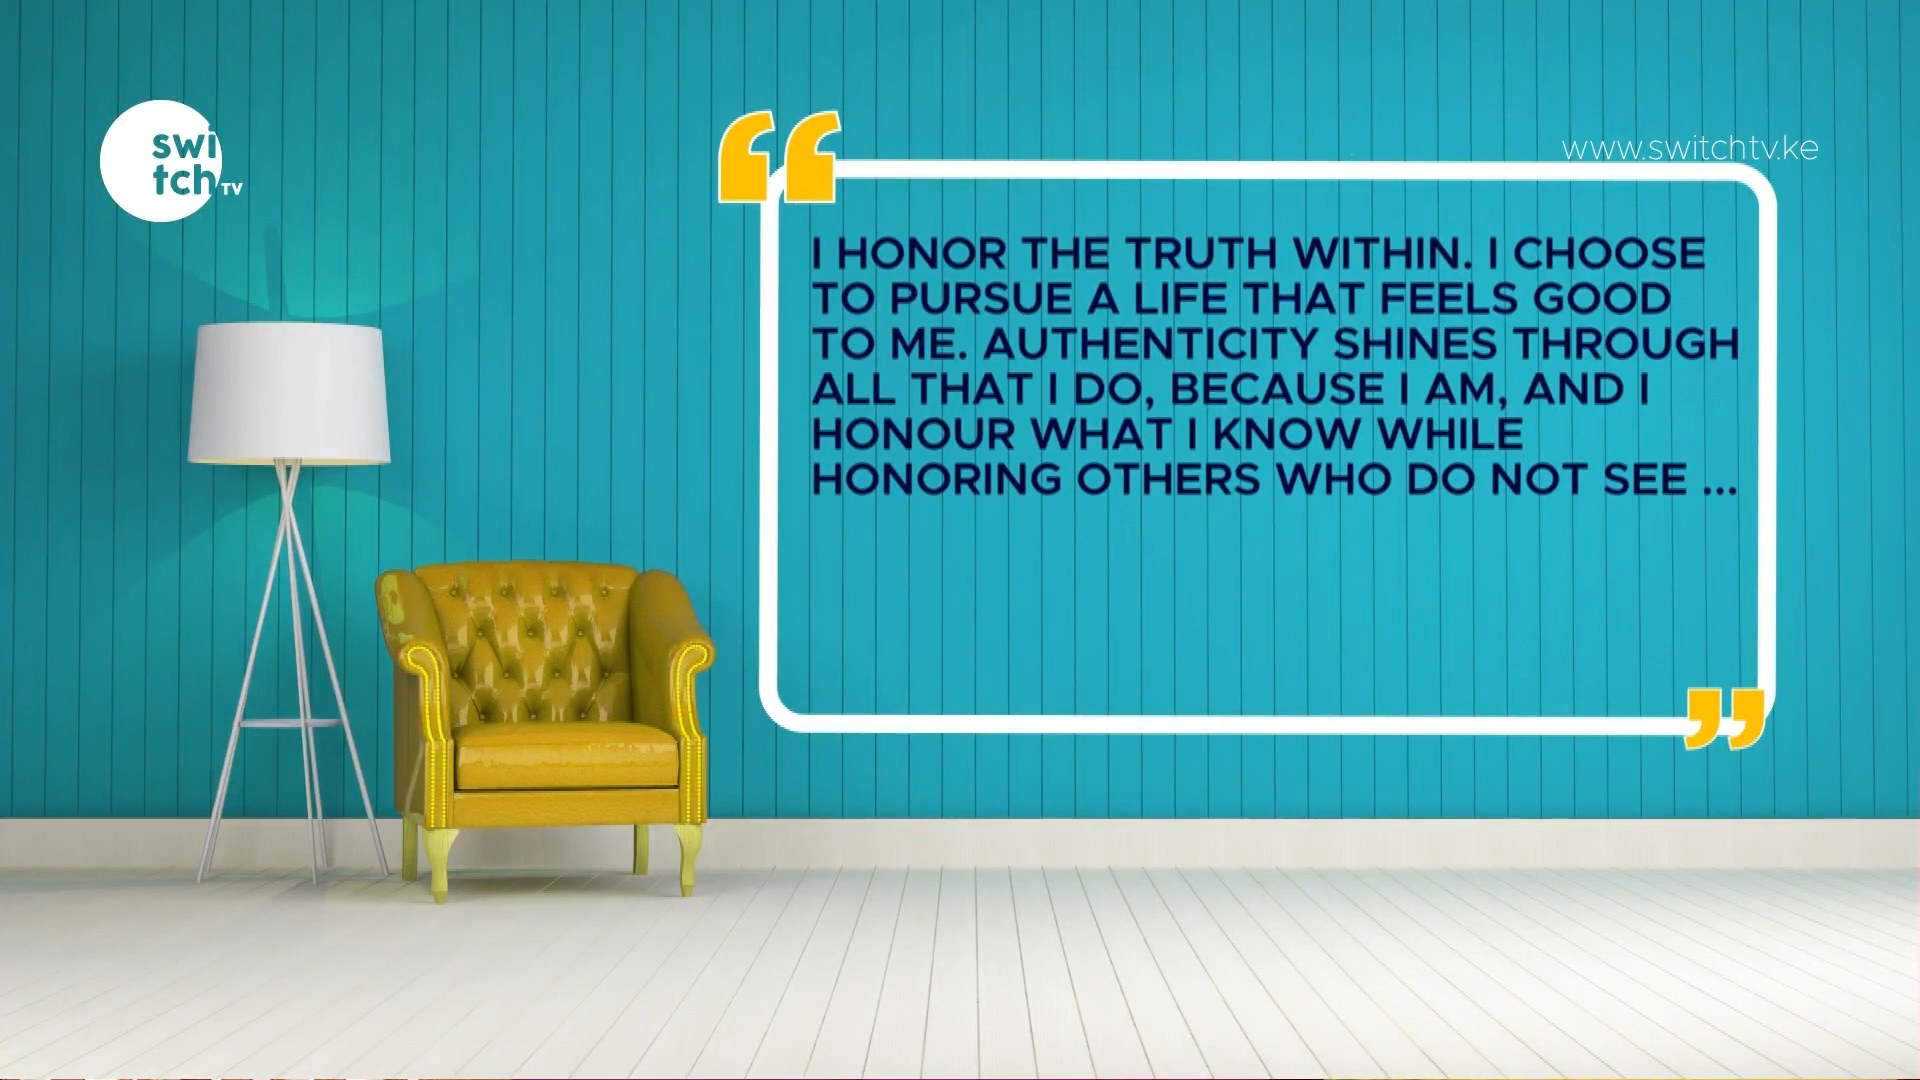 swi
tch TV
www.switchtv.ke
I HONOR THE TRUTH WITHIN. I CHOOSE
TO PURSUE A LIFE THAT FEELS GOOD
TO ME. AUTHENTICITY SHINES THROUGH
ALL THAT I DO, BECAUSE I AM, AND I
HONOUR WHAT I KNOW WHILE
HONORING OTHERS WHO DO NOT SEE ...